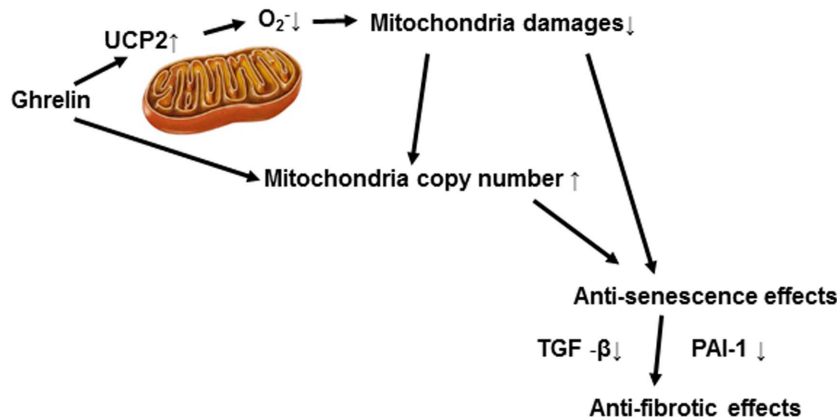 O₂⁻↓
Mitochondria damages↓
UCP2↑
Ghrelin
Mitochondria copy number ↑
Anti-senescence effects
TGF -β↓ PAI-1 ↓
Anti-fibrotic effects